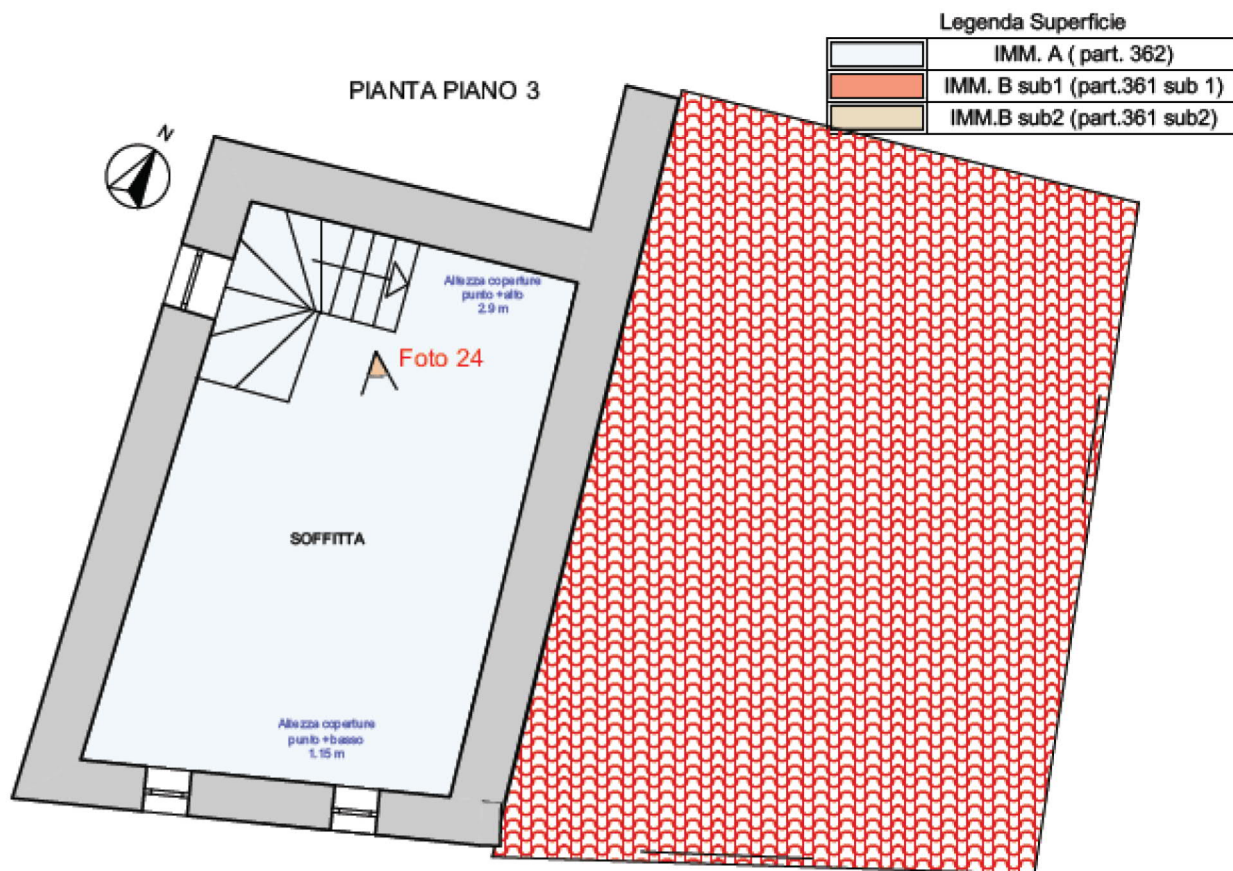 Legenda Superficie
IMM. A ( part. 362)
IMM. B sub1 (part.361 sub 1)
IMM.B sub2 (part.361 sub2)
PIANTA PIANO 3
N
Altezza coperture
punto +alto
2.9 m
Foto 24
SOFFITTA
Altezza coperture
punto +basso
1.15 m